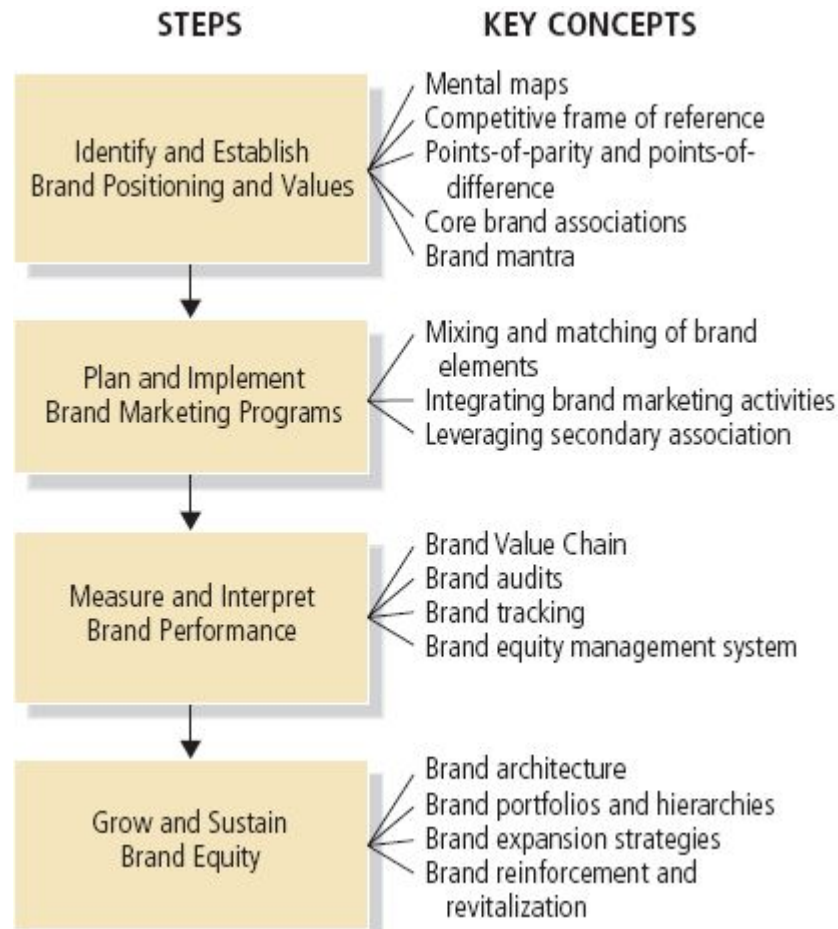 STEPS
KEY CONCEPTS
Identify and Establish
Brand Positioning and Values
Mental maps
Competitive frame of reference
Points-of-parity and points-of-
difference
Core brand associations
Brand mantra
Plan and Implement
Brand Marketing Programs
Mixing and matching of brand
elements
Integrating brand marketing activities
Leveraging secondary association
Measure and Interpret
Brand Performance
Brand Value Chain
Brand audits
Brand tracking
Brand equity management system
Grow and Sustain
Brand Equity
Brand architecture
Brand portfolios and hierarchies
Brand expansion strategies
Brand reinforcement and
revitalization